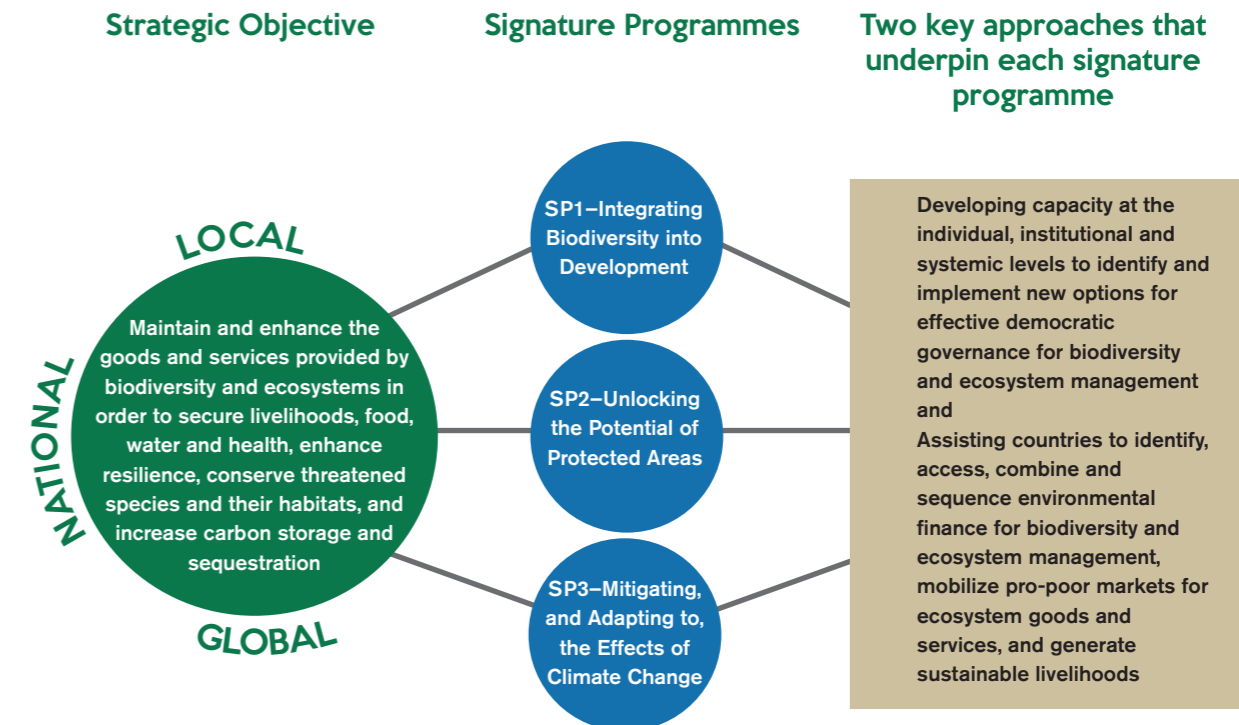 Strategic Objective
Signature Programmes
Two key approaches that
underpin each signature
programme
LOCAL
NATIONAL
GLOBAL
Maintain and enhance the
goods and services provided by
biodiversity and ecosystems in
order to secure livelihoods, food,
water and health, enhance
resilience, conserve threatened
species and their habitats, and
increase carbon storage and
sequestration
SP1–Integrating
Biodiversity into
Development
SP2–Unlocking
the Potential of
Protected Areas
SP3–Mitigating,
and Adapting to,
the Effects of
Climate Change
Developing capacity at the
individual, institutional and
systemic levels to identify and
implement new options for
effective democratic
governance for biodiversity
and ecosystem management
and
Assisting countries to identify,
access, combine and
sequence environmental
finance for biodiversity and
ecosystem management,
mobilize pro-poor markets for
ecosystem goods and
services, and generate
sustainable livelihoods